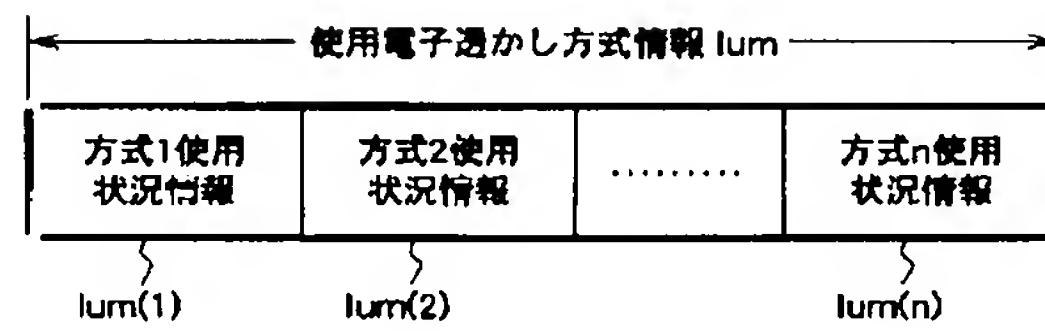 使用電子透かし方式情報 Ium
方式1使用 方式2使用 ......... 方式n使用
状況情報 状況情報 状況情報
Ium(1) Ium(2) Ium(n)